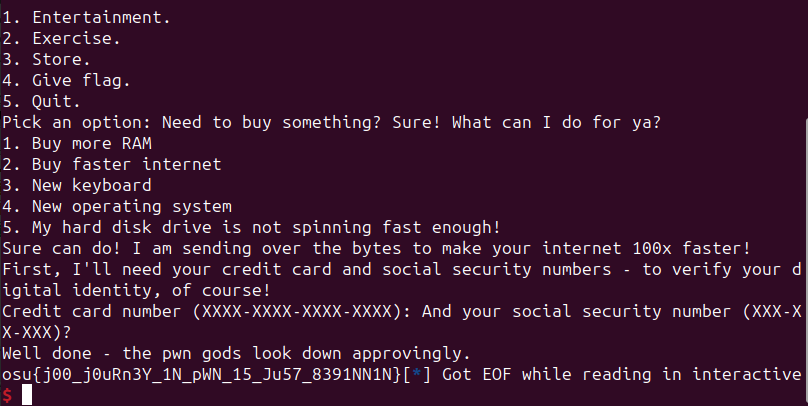 1. Entertainment.
2. Exercise.
3. Store.
4. Give flag.
5. Quit.
Pick an option: Need to buy something? Sure! What can I do for ya?
1. Buy more RAM
2. Buy faster internet
3. New keyboard
4. New operating system
5. My hard disk drive is not spinning fast enough!
Sure can do! I am sending over the bytes to make your internet 100x faster!
First, I'll need your credit card and social security numbers - to verify your d
igital identity, of course!
Credit card number (XXXX-XXXX-XXXX-XXXX): And your social security number (XXX-X
X-XXX)?
Well done - the pwn gods look down approvingly.
osu{j00_j0uRn3Y_1N_pWN_15_Ju57_8391NN1N}[*] Got EOF while reading in interactive
$